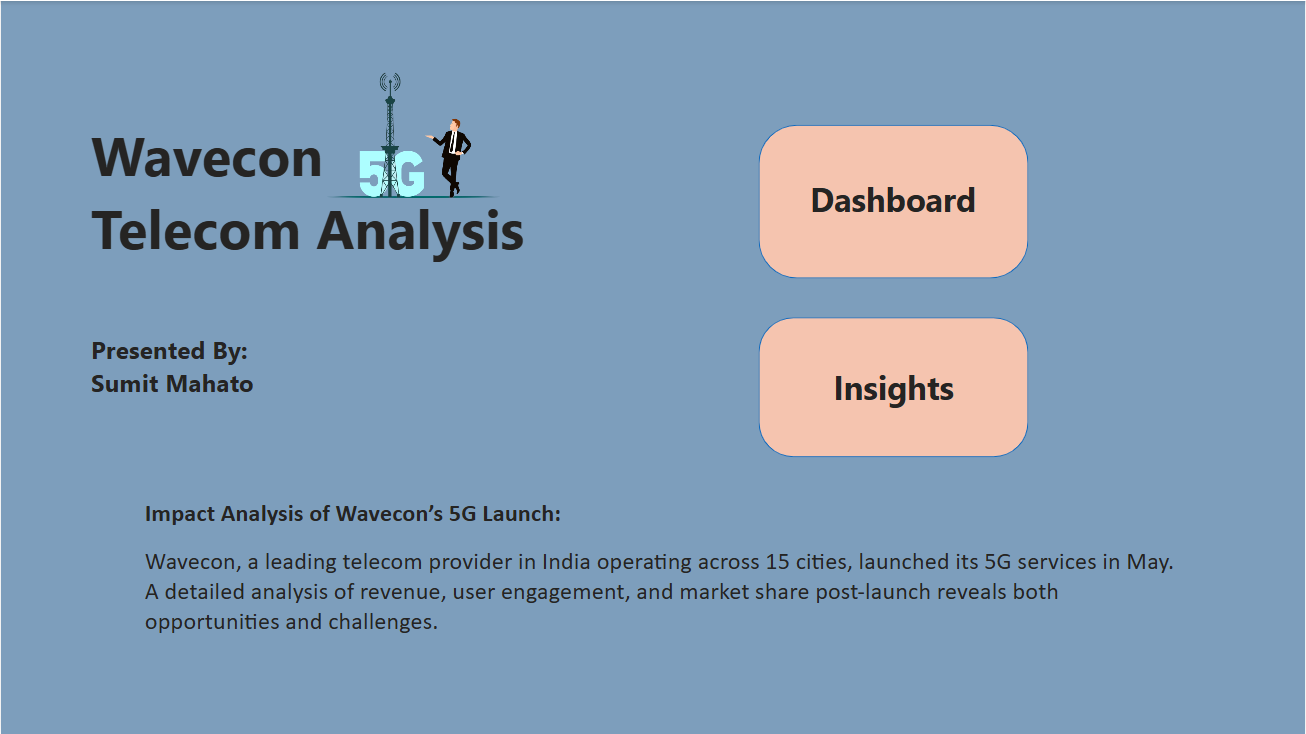 Wavecon
5G
Telecom Analysis
Presented By:
Sumit Mahato
Dashboard
Insights
Impact Analysis of Wavecon’s 5G Launch:
Wavecon, a leading telecom provider in India operating across 15 cities, launched its 5G services in May.
A detailed analysis of revenue, user engagement, and market share post-launch reveals both
opportunities and challenges.